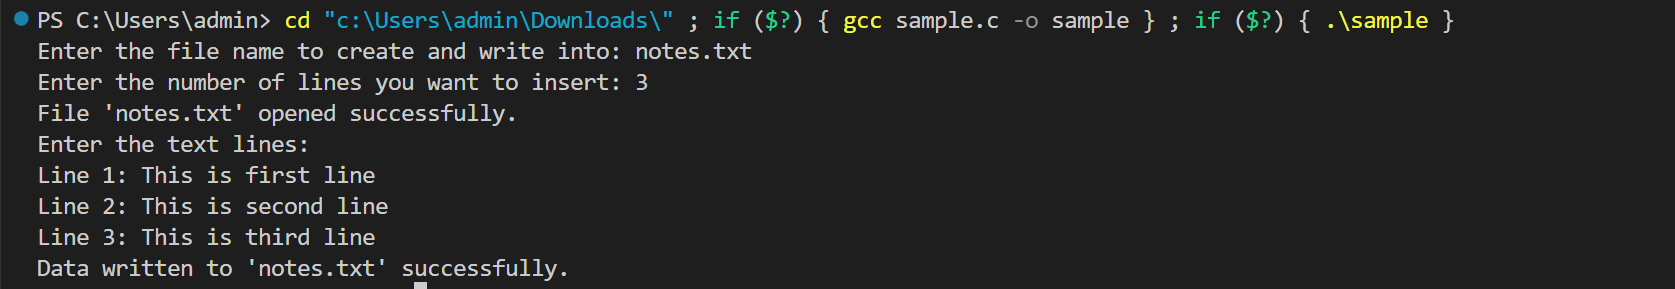 PS C:\Users\admin> cd "c:\Users\admin\Downloads\" ; if ($?) { gcc sample.c -o sample } ; if ($?) { .\sample }
Enter the file name to create and write into: notes.txt
Enter the number of lines you want to insert: 3
File 'notes.txt' opened successfully.
Enter the text lines:
Line 1: This is first line
Line 2: This is second line
Line 3: This is third line
Data written to 'notes.txt' successfully.